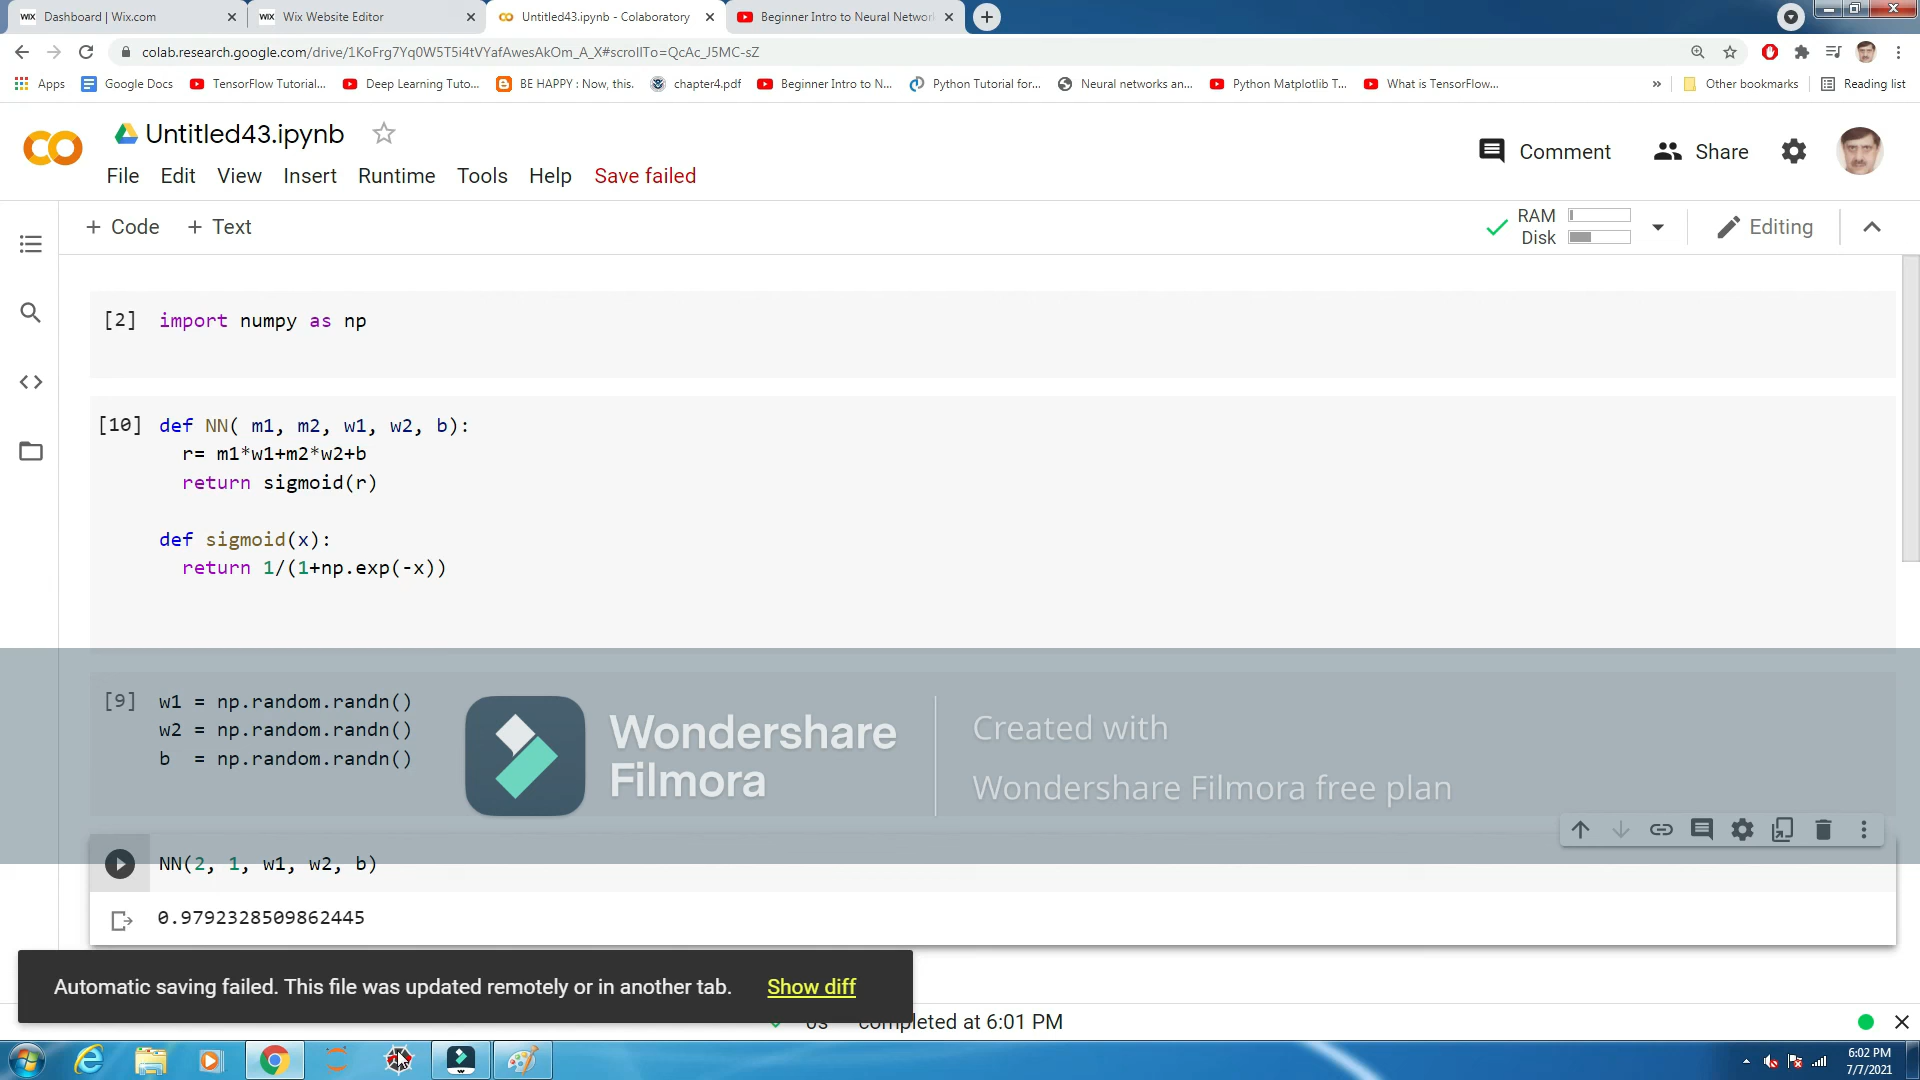 WIX Dashboard | Wix.com
WIX Wix Website Editor
Untitled43.ipynb - Colaboratory
Beginner Intro to Neural Networ
colab.research.google.com/drive/1KoFrg7Yq0W5T5i4tVYafAwesAkOm_A_X#scrollTo=QcAc_J5MC-sZ
Apps Google Docs TensorFlow Tutorial... Deep Learning Tuto... BE HAPPY : Now, this. chapter4.pdf Beginner Intro to N... Python Tutorial for... Neural networks an... Python Matplotlib T... What is TensorFlow... » Other bookmarks Reading list
Untitled43.ipynb
Comment Share
File Edit View Insert Runtime Tools Help Save failed
+ Code + Text
RAM
Disk
Editing
[2] import numpy as np
[10] def NN( m1, m2, w1, w2, b):
r= m1*w1+m2*w2+b
return sigmoid(r)
def sigmoid(x):
return 1/(1+np.exp(-x))
[9] w1 = np.random.randn()
w2 = np.random.randn()
b = np.random.randn()
Wondershare
Filmora
Created with
Wondershare Filmora free plan
NN(2, 1, w1, w2, b)
0.9792328509862445
Automatic saving failed. This file was updated remotely or in another tab. Show diff
0s completed at 6:01 PM
6:02 PM
7/7/2021